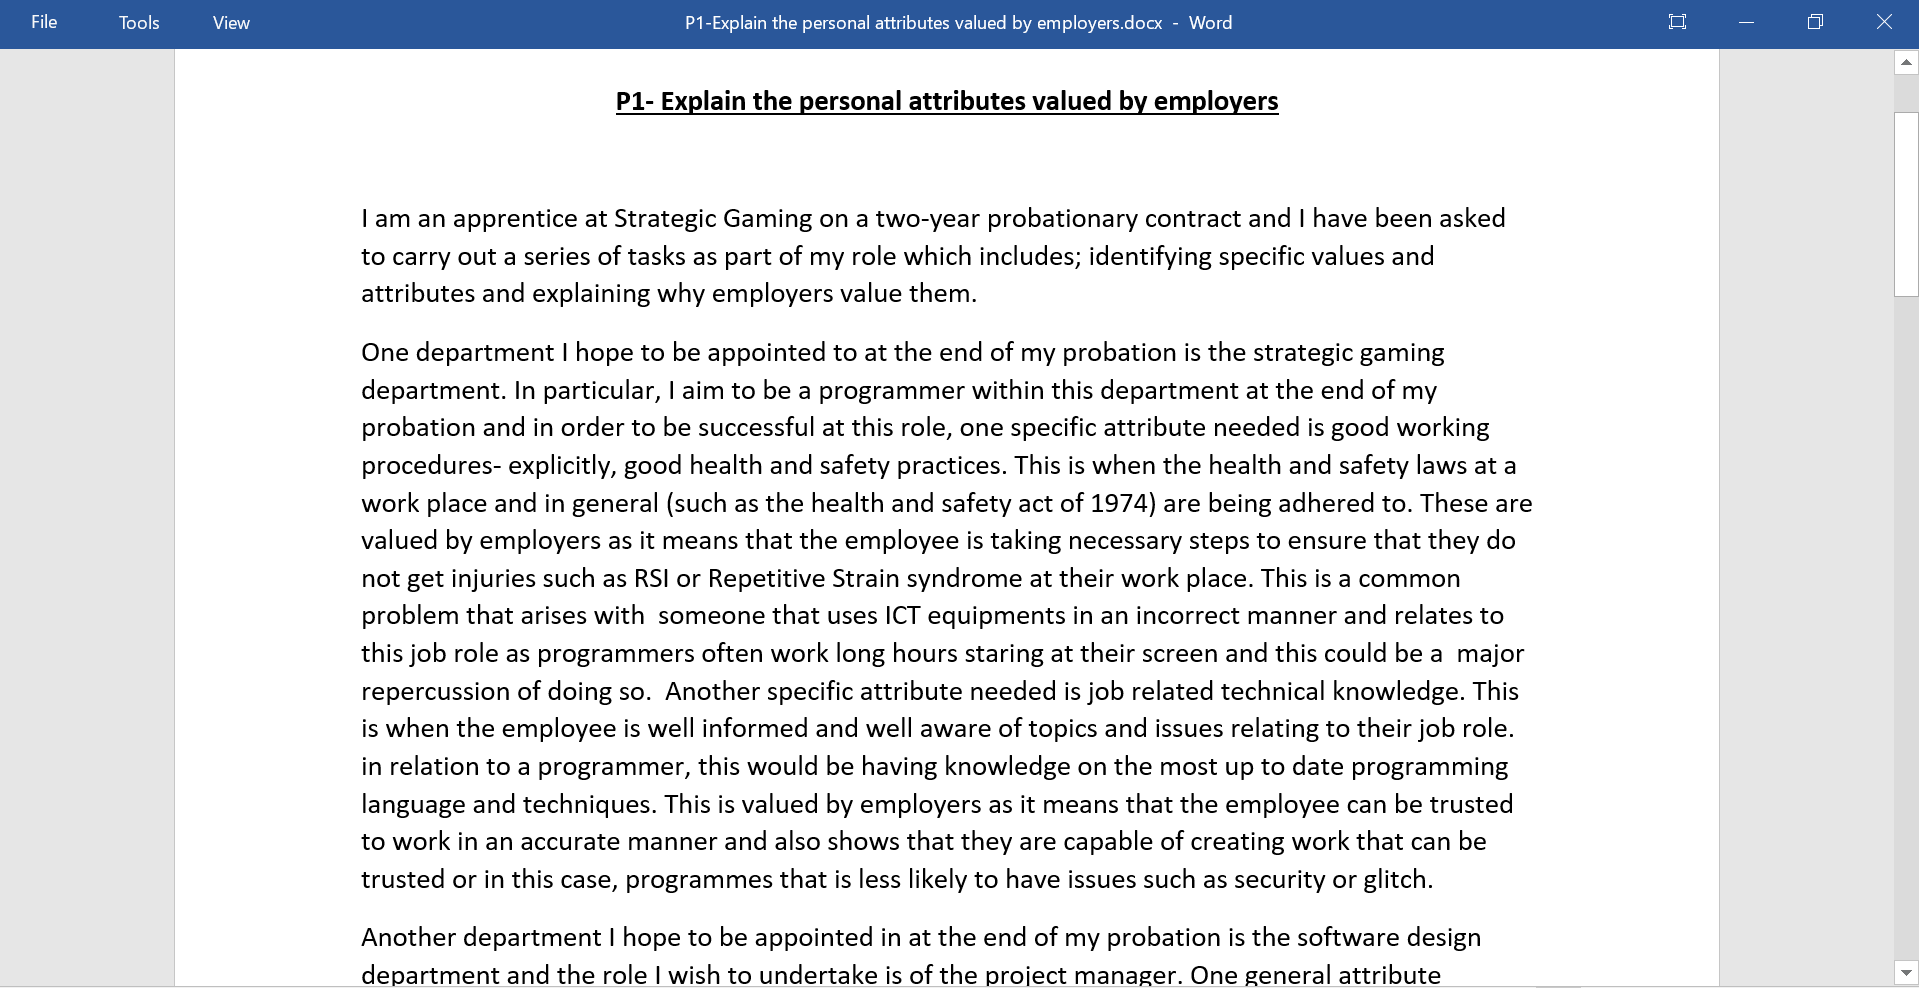 File Tools View P1-Explain the personal attributes valued by employers.docx - Word
P1- Explain the personal attributes valued by employers
I am an apprentice at Strategic Gaming on a two-year probationary contract and I have been asked
to carry out a series of tasks as part of my role which includes; identifying specific values and
attributes and explaining why employers value them.
One department I hope to be appointed to at the end of my probation is the strategic gaming
department. In particular, I aim to be a programmer within this department at the end of my
probation and in order to be successful at this role, one specific attribute needed is good working
procedures- explicitly, good health and safety practices. This is when the health and safety laws at a
work place and in general (such as the health and safety act of 1974) are being adhered to. These are
valued by employers as it means that the employee is taking necessary steps to ensure that they do
not get injuries such as RSI or Repetitive Strain syndrome at their work place. This is a common
problem that arises with  someone that uses ICT equipments in an incorrect manner and relates to
this job role as programmers often work long hours staring at their screen and this could be a  major
repercussion of doing so.  Another specific attribute needed is job related technical knowledge. This
is when the employee is well informed and well aware of topics and issues relating to their job role.
in relation to a programmer, this would be having knowledge on the most up to date programming
language and techniques. This is valued by employers as it means that the employee can be trusted
to work in an accurate manner and also shows that they are capable of creating work that can be
trusted or in this case, programmes that is less likely to have issues such as security or glitch.
Another department I hope to be appointed in at the end of my probation is the software design
department and the role I wish to undertake is of the project manager. One general attribute